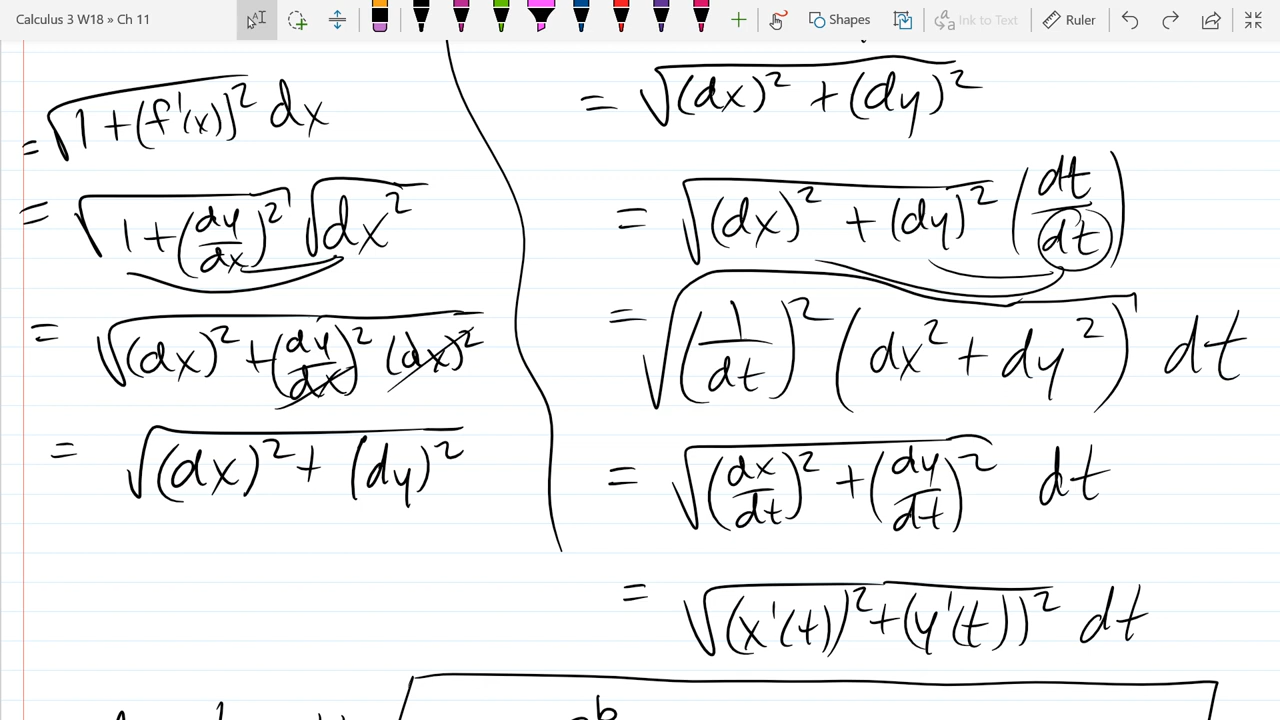 Calculus 3 W18 » Ch 11
Shapes
Ink to Text
Ruler
= √(1+(f'(x)]² dx
= √(1+(dy/dx)²) √dx²
= √((dx)² + (dy/dx)² (dx)²)
= √((dx)² + (dy)²)
= √((dx)² + (dy)²)
= √((dx)² + (dy)²) (dt/dt)
= √((1/dt)² (dx² + dy²)) dt
= √((dx/dt)² + (dy/dt)²) dt
= √((x'(t))² + (y'(t))²) dt
b